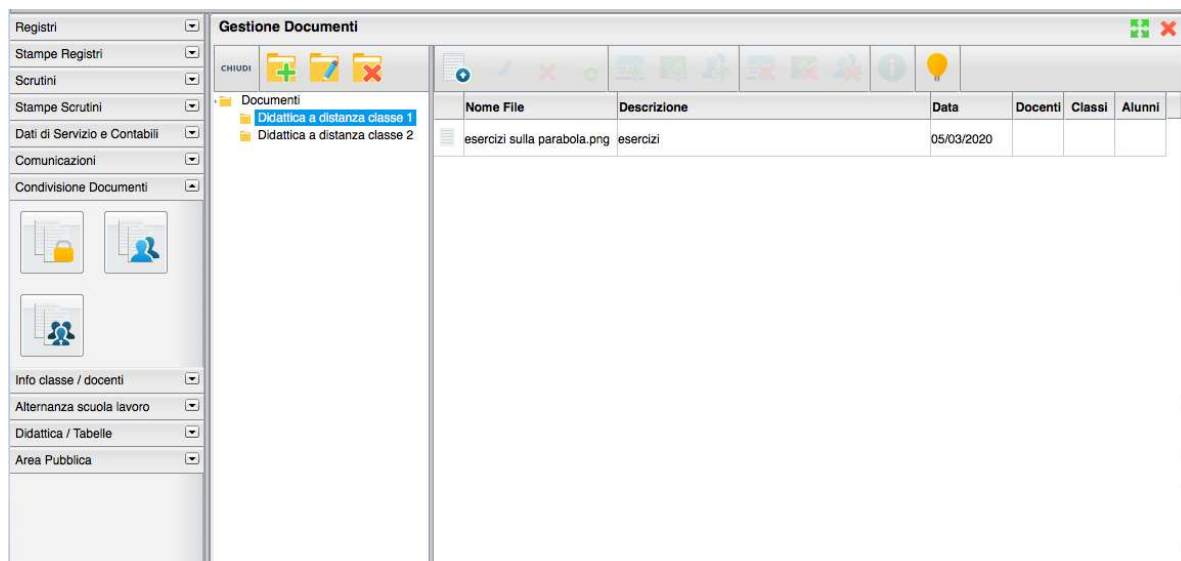 Registri
Stampe Registri
Scrutini
Stampe Scrutini
Dati di Servizio e Contabili
Comunicazioni
Condivisione Documenti
Info classe / docenti
Alternanza scuola lavoro
Didattica / Tabelle
Area Pubblica
Gestione Documenti
CHIUDI
Documenti
Didattica a distanza classe 1
Didattica a distanza classe 2
Nome File Descrizione Data Docenti Classi Alunni
esercizi sulla parabola.png esercizi 05/03/2020